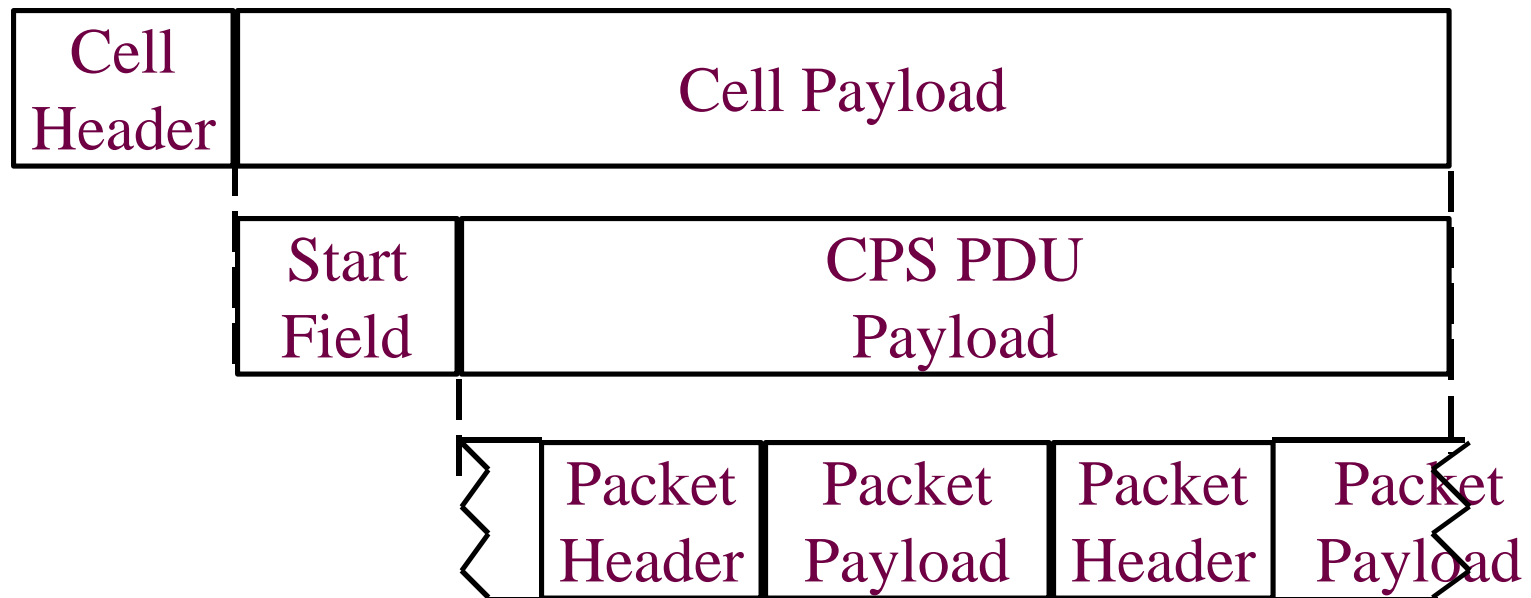 Cell
Header
Cell Payload
Start
Field
CPS PDU
Payload
Packet
Header
Packet
Payload
Packet
Header
Packet
Payload